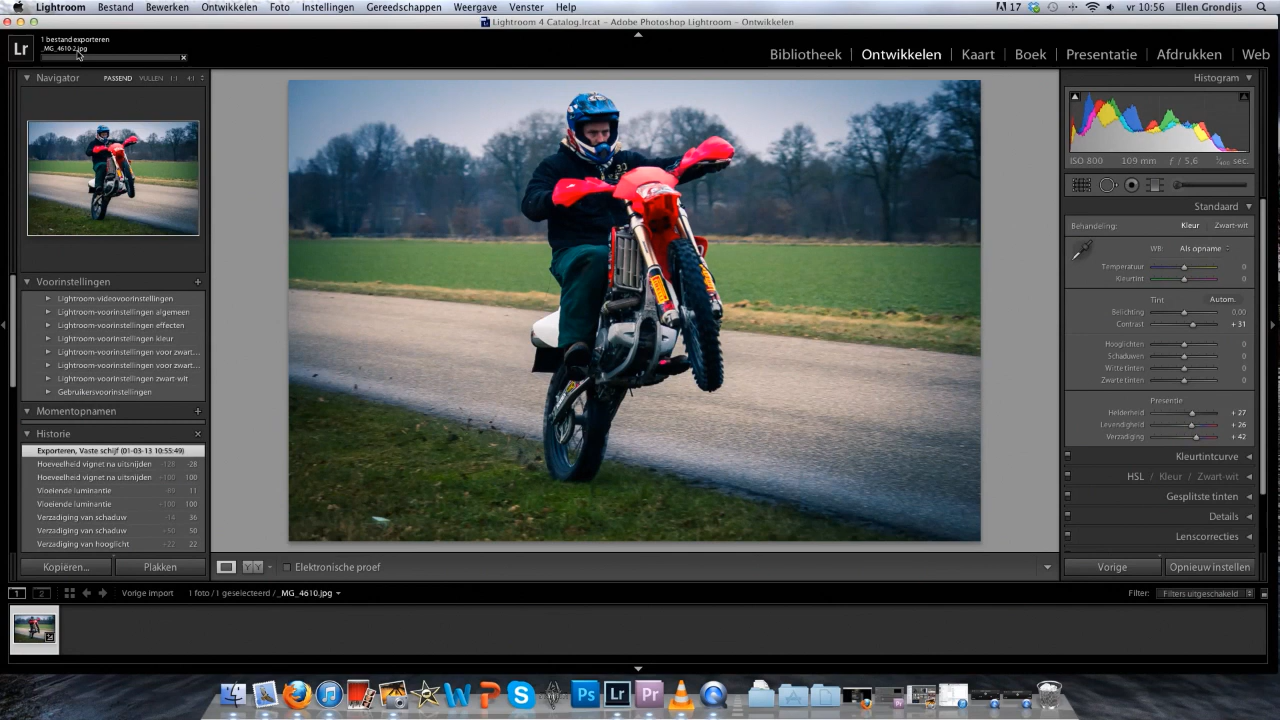 Lightroom Bestand Bewerken Ontwikkelen Foto Instellingen Gereedschappen Weergave Venster Help 17 vr 10:56 Ellen Grondijs
Lightroom 4 Catalog.lrcat – Adobe Photoshop Lightroom – Ontwikkelen
Lr
1 bestand exporteren
_MG_4610-2.jpg
Bibliotheek | Ontwikkelen | Kaart | Boek | Presentatie | Afdrukken | Web
Navigator PASSEND VULLEN 1:1 4:1
Voorinstellingen
Lightroom-videovoorinstellingen
Lightroom-voorinstellingen algemeen
Lightroom-voorinstellingen effecten
Lightroom-voorinstellingen kleur
Lightroom-voorinstellingen voor zwart...
Lightroom-voorinstellingen voor zwart...
Lightroom-voorinstellingen zwart-wit
Gebruikersvoorinstellingen
Momentopnamen
Historie
Exporteren, Vaste schijf (01-03-13 10:55:49)
Hoeveelheid vignet na uitsnijden -128 -28
Hoeveelheid vignet na uitsnijden +100 100
Vloeiende luminantie -89 11
Vloeiende luminantie +100 100
Verzadiging van schaduw -14 36
Verzadiging van schaduw +50 50
Verzadiging van hooglicht +22 22
Kopiëren... Plakken
Elektronische proef
Histogram
ISO 800 109 mm ƒ / 5,6 sec.
Standaard
Behandeling: Kleur Zwart-wit
WB: Als opname
Temperatuur 0
Kleurtint 0
Tint Autom.
Belichting 0.00
Contrast + 31
Hooglichten 0
Schaduwen 0
Witte tinten 0
Zwarte tinten 0
Presentie
Helderheid + 27
Levendigheid + 26
Verzadiging + 42
Kleurtintcurve
HSL / Kleur / Zwart-wit
Gesplitste tinten
Details
Lenscorrecties
Vorige Opnieuw instellen
1 2 Vorige import 1 foto / 1 geselecteerd / _MG_4610.jpg Filter: Filters uitgeschakeld
Ps Lr Pr